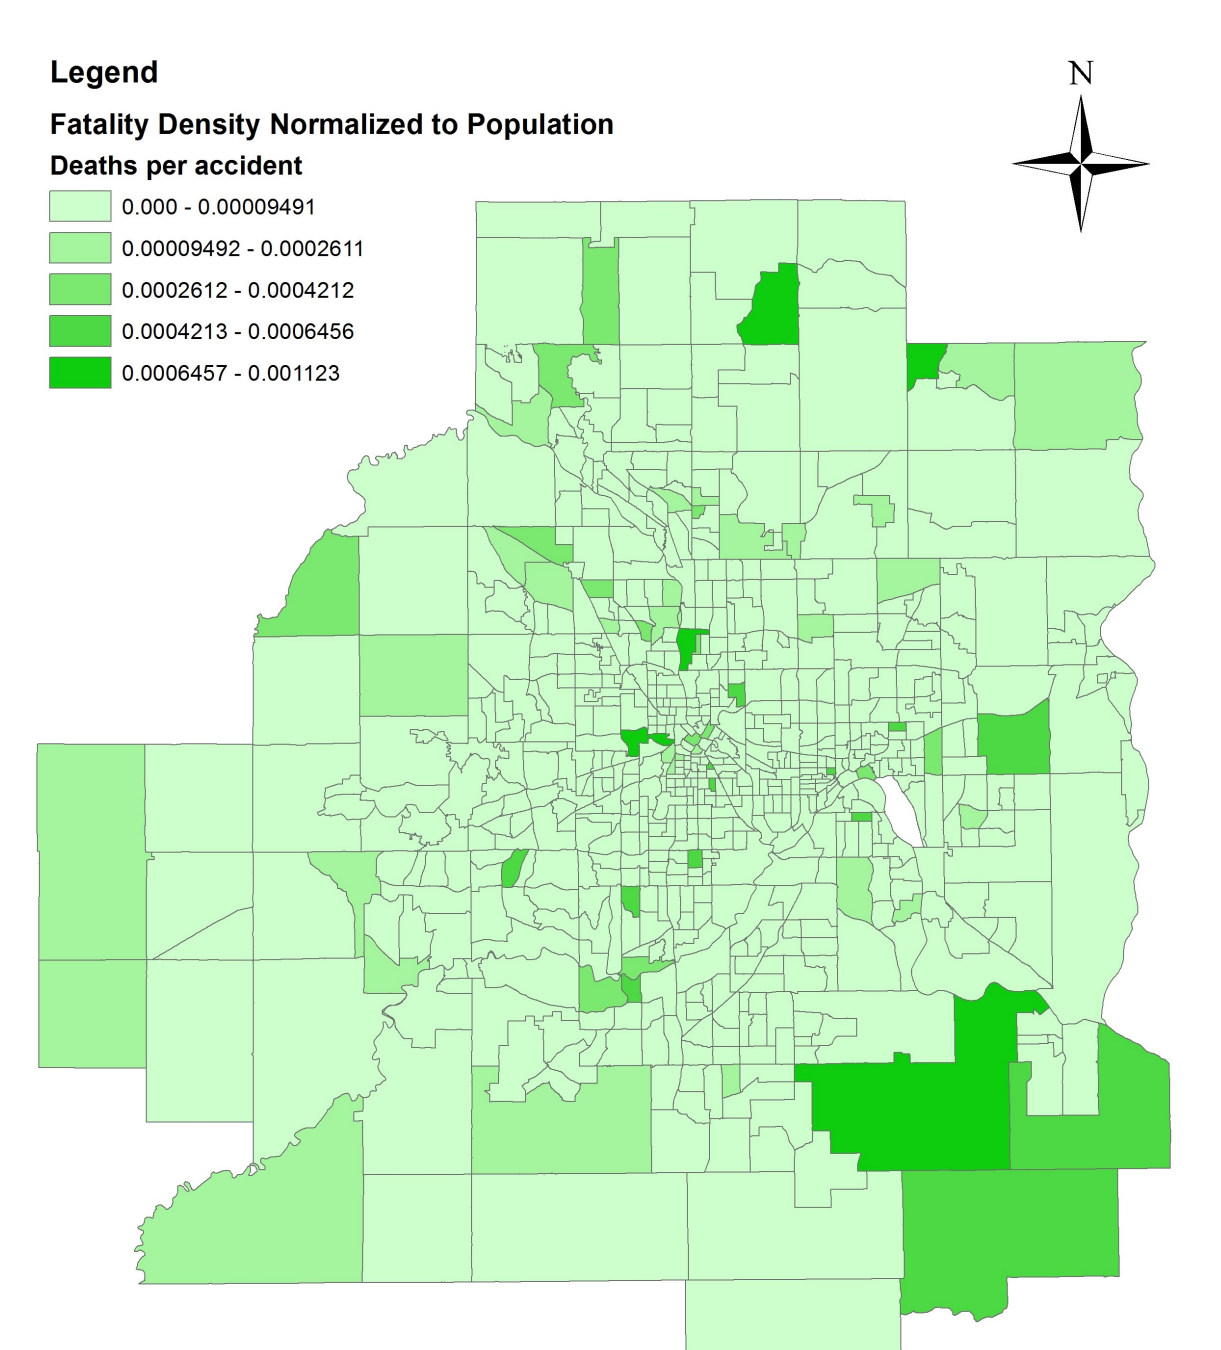 Legend
N
Fatality Density Normalized to Population
Deaths per accident
0.000 - 0.00009491
0.00009492 - 0.0002611
0.0002612 - 0.0004212
0.0004213 - 0.0006456
0.0006457 - 0.001123